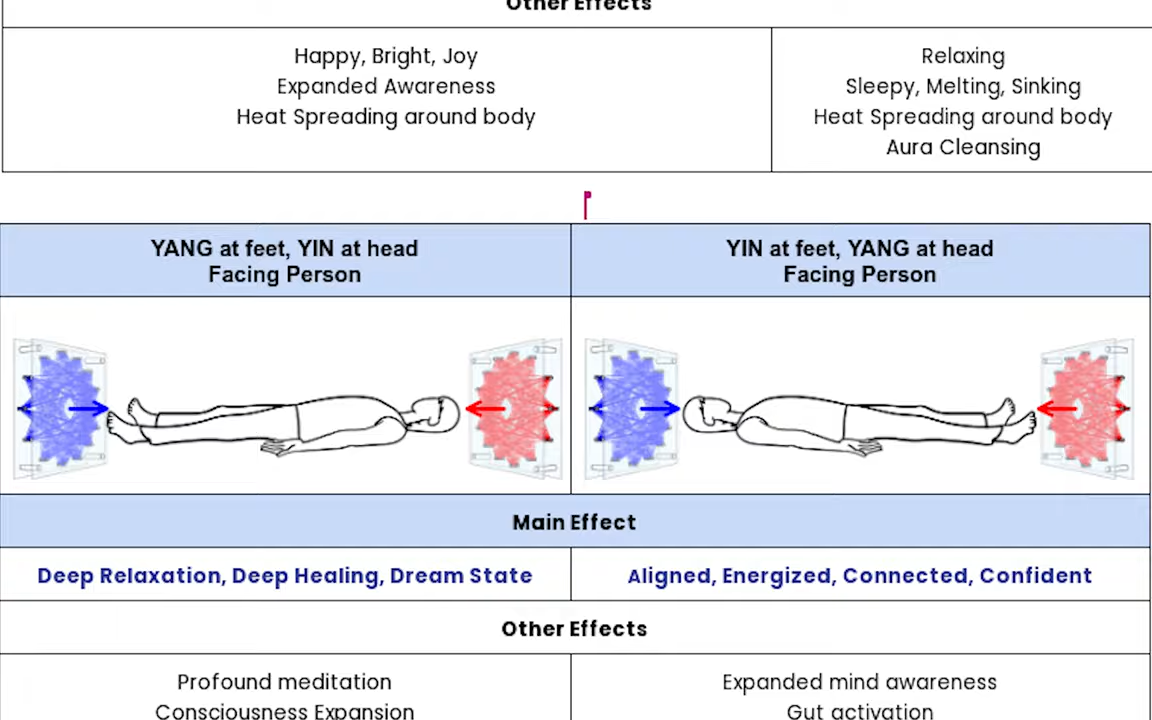 Other Effects
Happy, Bright, Joy
Expanded Awareness
Heat Spreading around body
Relaxing
Sleepy, Melting, Sinking
Heat Spreading around body
Aura Cleansing
YANG at feet, YIN at head
Facing Person
YIN at feet, YANG at head
Facing Person
Main Effect
Deep Relaxation, Deep Healing, Dream State
Aligned, Energized, Connected, Confident
Other Effects
Profound meditation
Consciousness Expansion
Expanded mind awareness
Gut activation